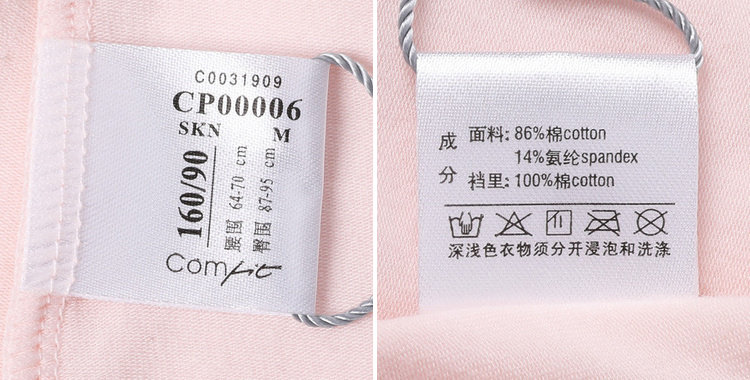 C0031909
CP00006
SKN M
160/90
腰围 64-70 cm
臀围 87-95 cm
Comfit
成分
面料: 86%棉cotton
14%氨纶spandex
裆里: 100%棉cotton
深浅色衣物须分开浸泡和洗涤